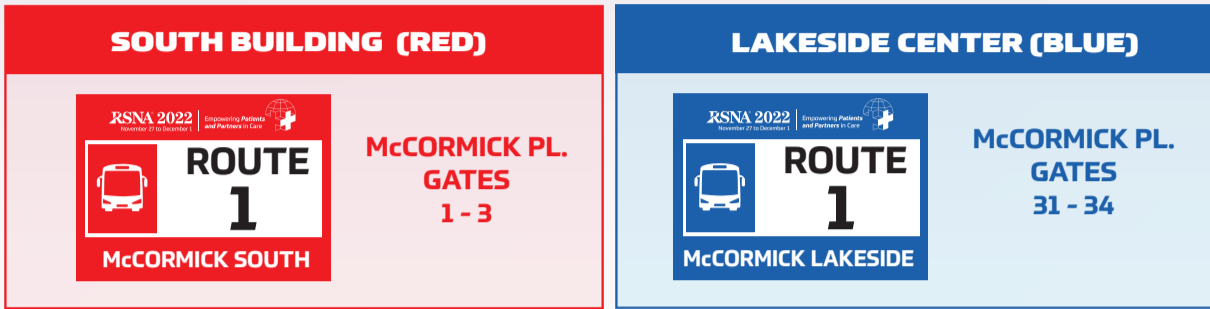 SOUTH BUILDING (RED)
RSNA® 2022
November 27 to December 1
Empowering Patients
and Partners in Care
ROUTE
1
McCORMICK SOUTH
McCORMICK PL.
GATES
1 - 3
LAKESIDE CENTER (BLUE)
RSNA® 2022
November 27 to December 1
Empowering Patients
and Partners in Care
ROUTE
1
McCORMICK LAKESIDE
McCORMICK PL.
GATES
31 - 34